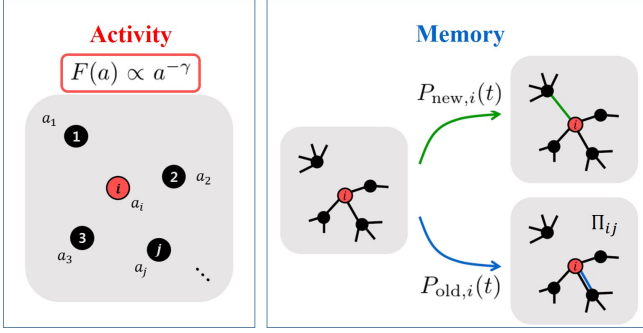 Activity
F(a) ∝ a^{-γ}
a_1
1
i
a_i
2
a_2
3
a_3
j
a_j
⋱
Memory
i
P_{new,i}(t)
i
P_{old,i}(t)
Π_{ij}
i